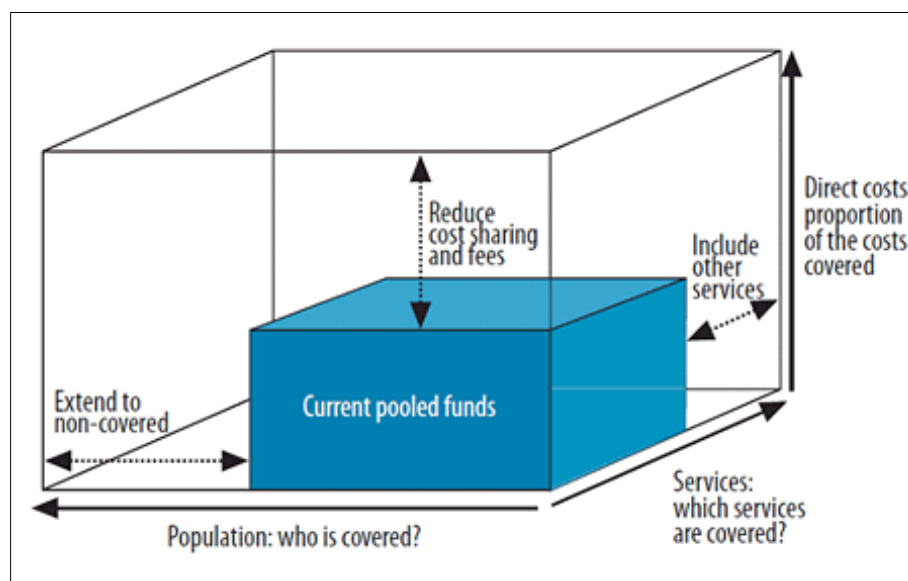 Reduce
cost sharing
and fees
Include
other
services
Direct costs:
proportion
of the costs
covered
Extend to
non-covered
Current pooled funds
Population: who is covered?
Services:
which services
are covered?